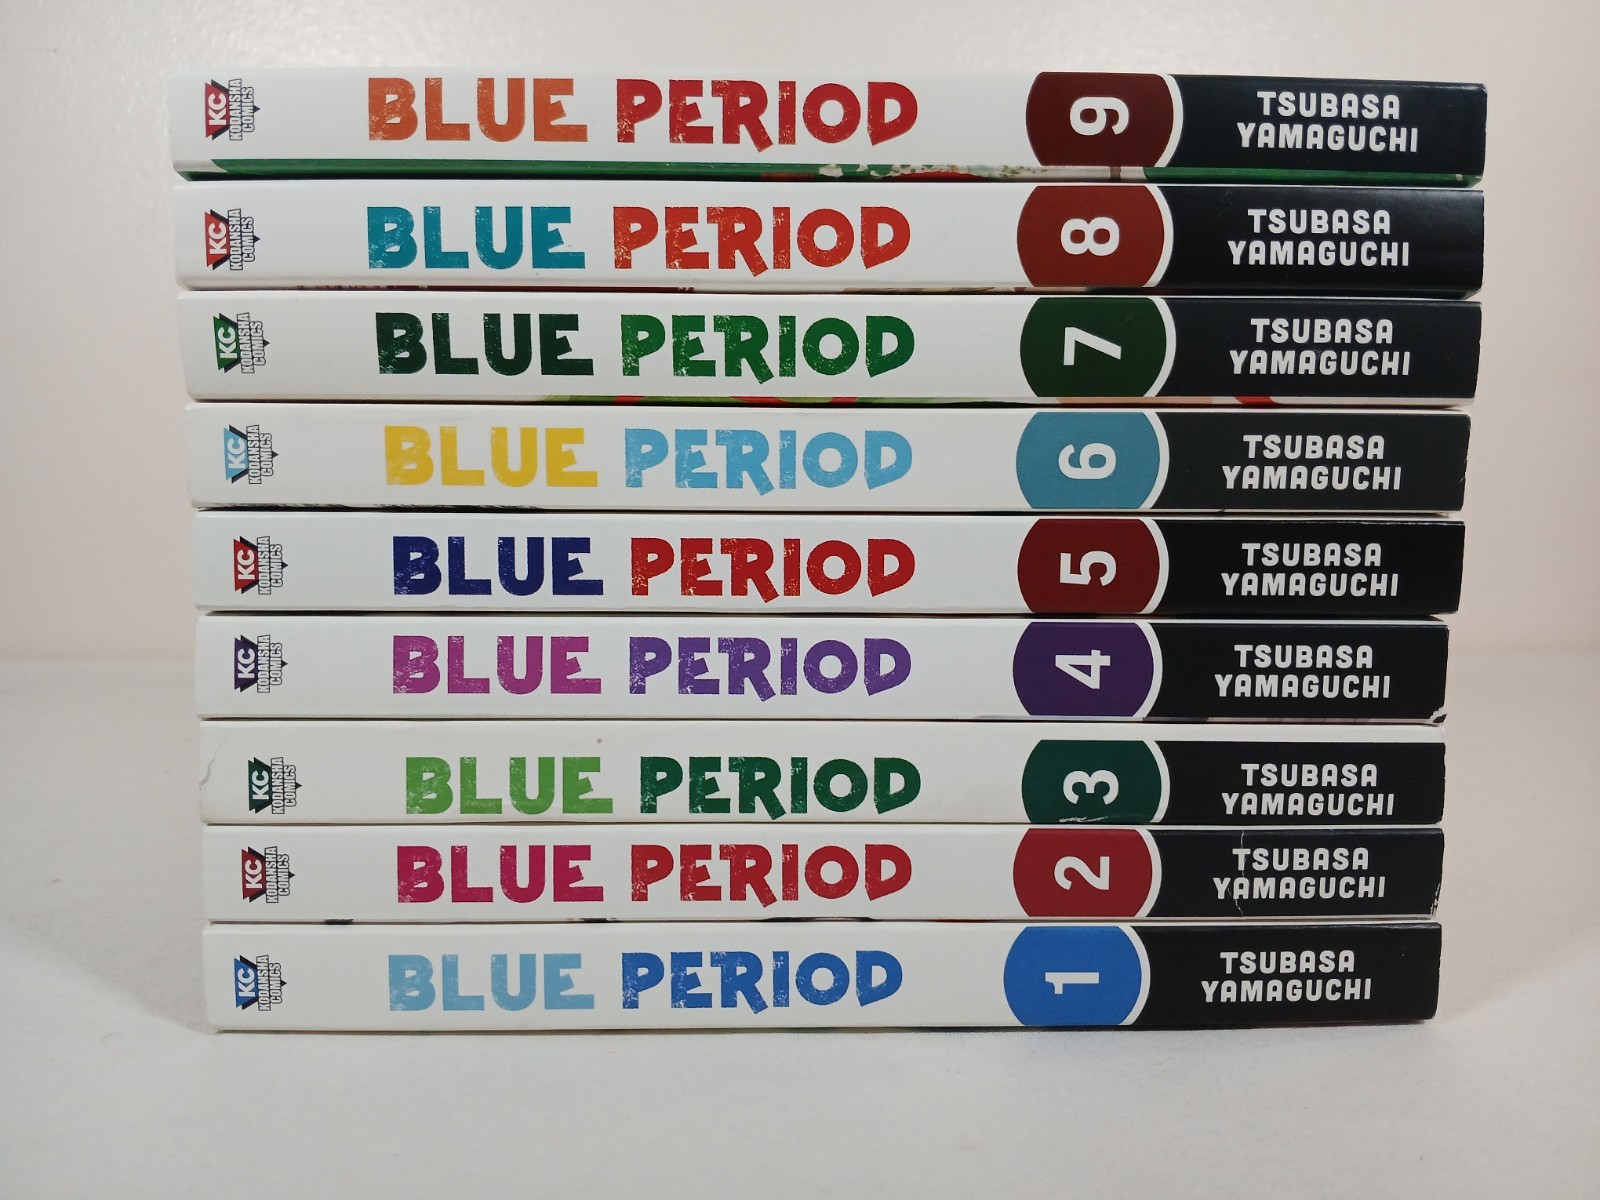 KC
KODANSHA
COMICS
BLUE PERIOD
9
TSUBASA
YAMAGUCHI
KC
KODANSHA
COMICS
BLUE PERIOD
8
TSUBASA
YAMAGUCHI
KC
KODANSHA
COMICS
BLUE PERIOD
7
TSUBASA
YAMAGUCHI
KC
KODANSHA
COMICS
BLUE PERIOD
6
TSUBASA
YAMAGUCHI
KC
KODANSHA
COMICS
BLUE PERIOD
5
TSUBASA
YAMAGUCHI
KC
KODANSHA
COMICS
BLUE PERIOD
4
TSUBASA
YAMAGUCHI
KC
KODANSHA
COMICS
BLUE PERIOD
3
TSUBASA
YAMAGUCHI
KC
KODANSHA
COMICS
BLUE PERIOD
2
TSUBASA
YAMAGUCHI
KC
KODANSHA
COMICS
BLUE PERIOD
1
TSUBASA
YAMAGUCHI